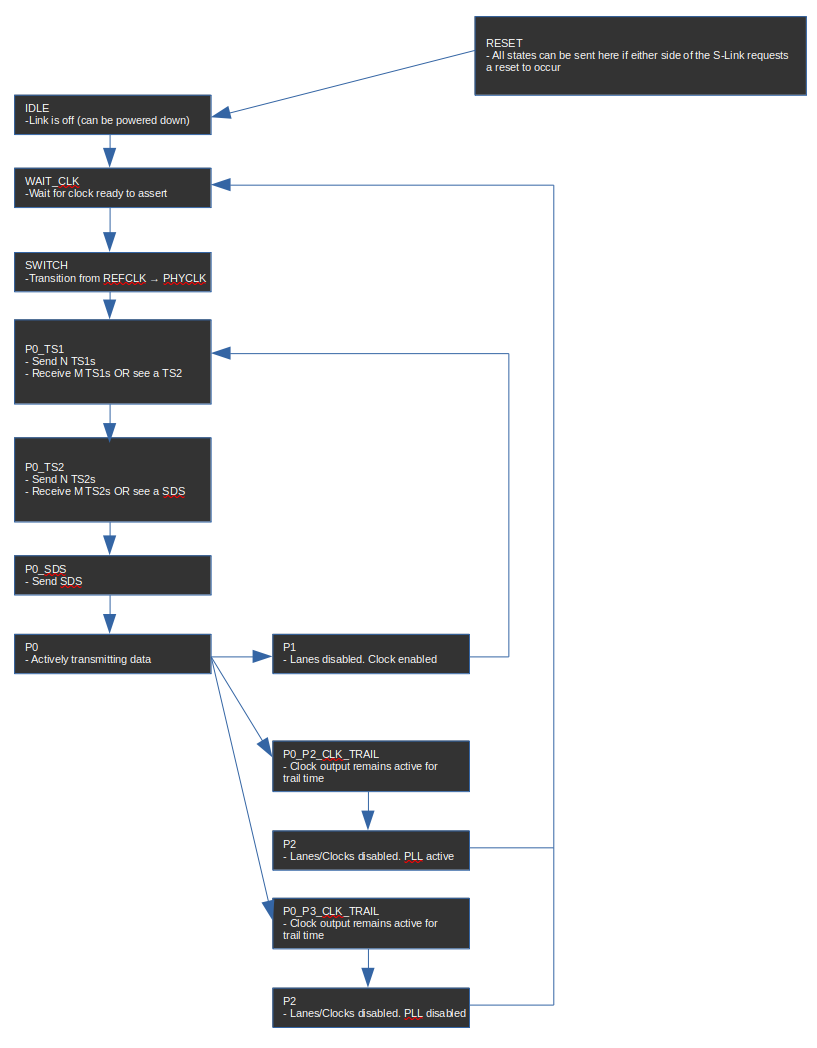 RESET
- All states can be sent here if either side of the S-Link requests
a reset to occur
IDLE
-Link is off (can be powered down)
WAIT_CLK
-Wait for clock ready to assert
SWITCH
-Transition from REFCLK → PHYCLK
P0_TS1
- Send N TS1s
- Receive M TS1s OR see a TS2
P0_TS2
- Send N TS2s
- Receive M TS2s OR see a SDS
P0_SDS
- Send SDS
P0
- Actively transmitting data
P1
- Lanes disabled. Clock enabled
P0_P2_CLK_TRAIL
- Clock output remains active for
trail time
P2
- Lanes/Clocks disabled. PLL active
P0_P3_CLK_TRAIL
- Clock output remains active for
trail time
P2
- Lanes/Clocks disabled. PLL disabled